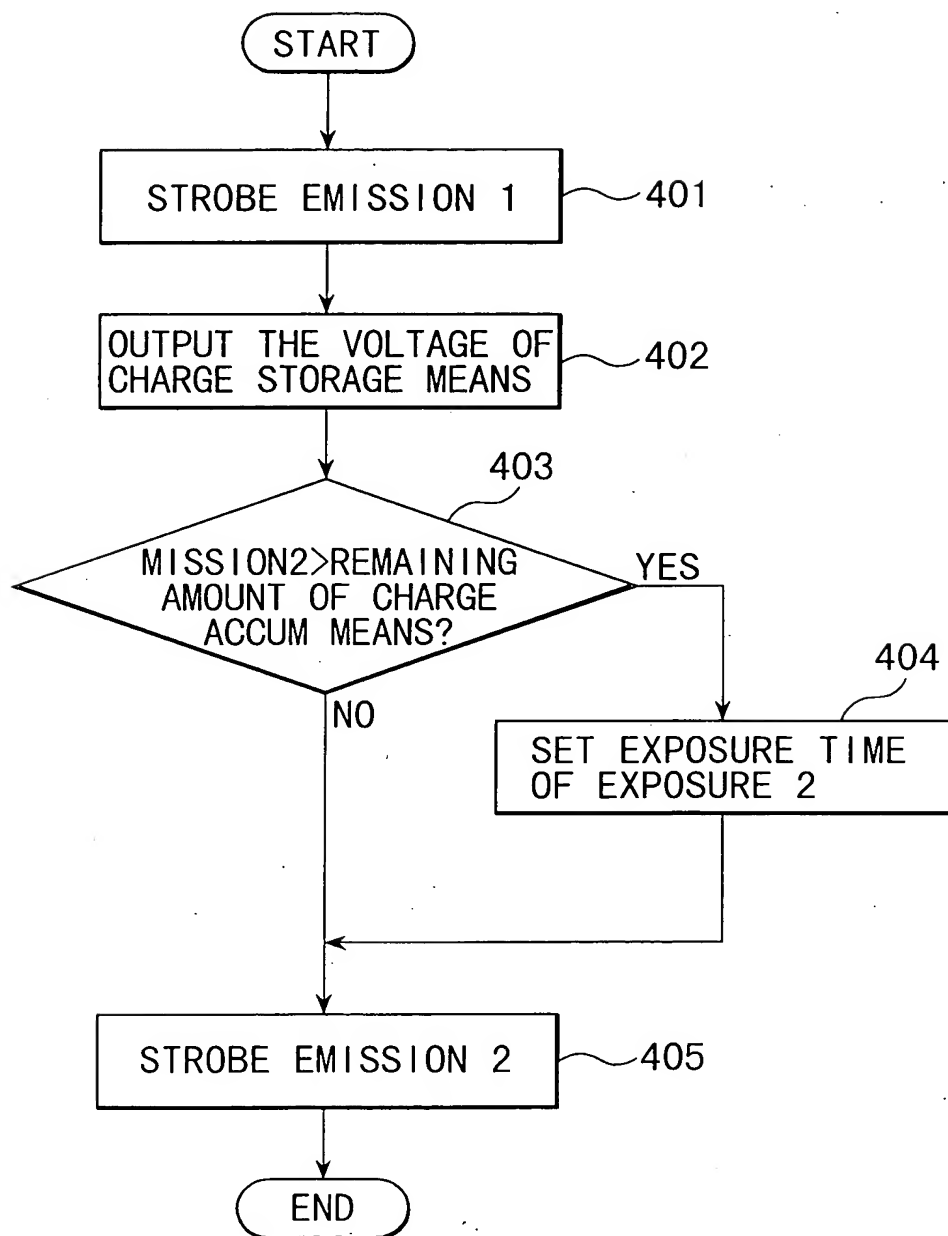 START
STROBE EMISSION 1
401
OUTPUT THE VOLTAGE OF
CHARGE STORAGE MEANS
402
403
MISSION2>REMAINING
AMOUNT OF CHARGE
ACCUM MEANS?
YES
NO
404
SET EXPOSURE TIME
OF EXPOSURE 2
STROBE EMISSION 2
405
END